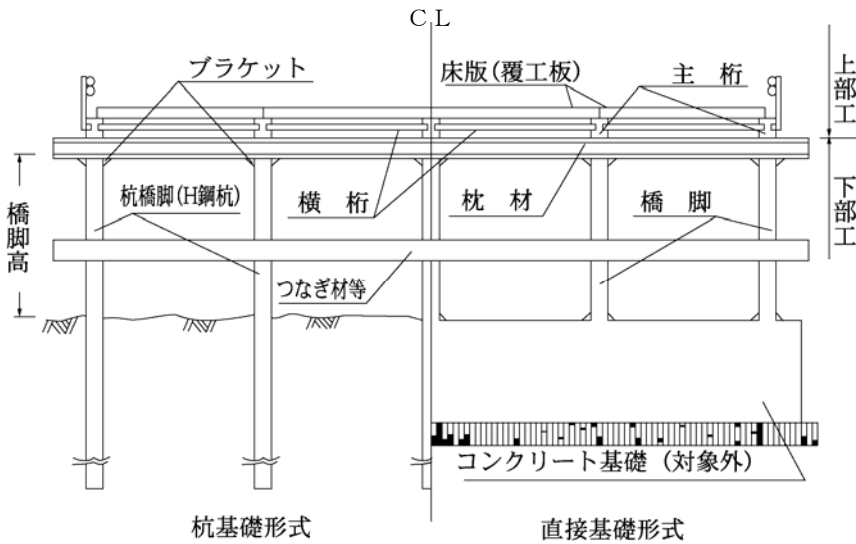 C L
ブラケット
床版(覆工板)
主 桁
上部工
杭橋脚(H鋼杭)
横 桁
枕 材
橋 脚
下部工
橋脚高
つなぎ材等
コンクリート基礎 (対象外)
杭基礎形式
直接基礎形式